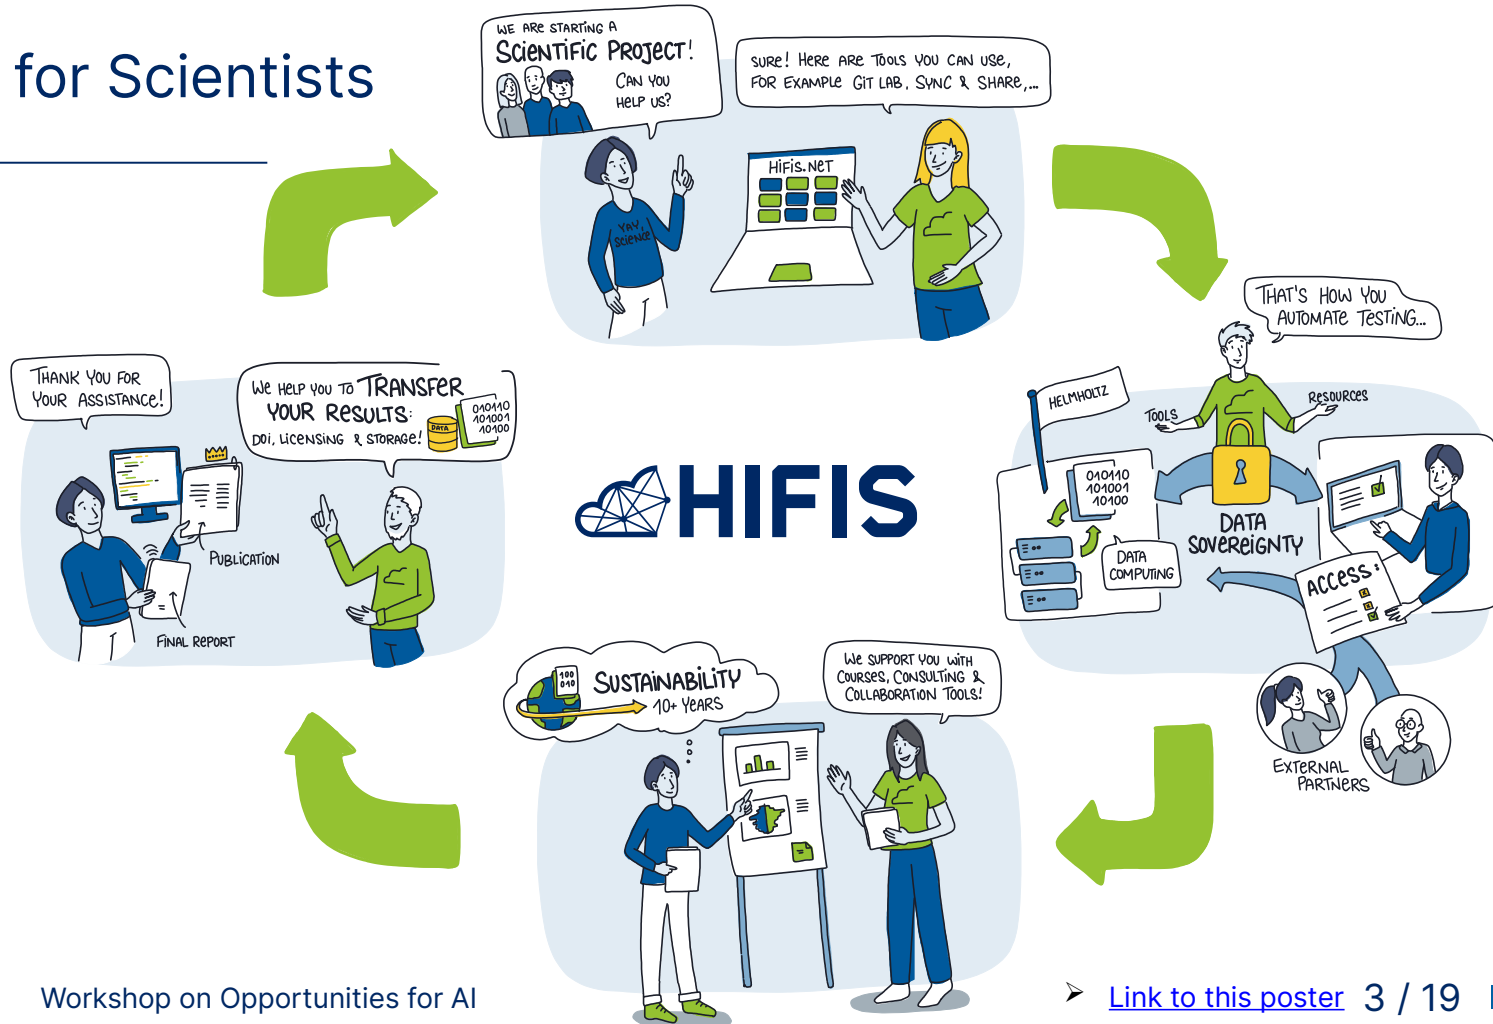 for Scientists
WE ARE STARTING A
SCIENTIFIC PROJECT!
CAN YOU
HELP US?
SURE! HERE ARE TOOLS YOU CAN USE,
FOR EXAMPLE GIT LAB, SYNC & SHARE,...
HIFIS.NET
YAY,
SCIENCE
THAT'S HOW YOU
AUTOMATE TESTING...
HELMHOLTZ
TOOLS
RESOURCES
010110
101001
10100
DATA
COMPUTING
DATA
SOVEREIGNTY
ACCESS:
EXTERNAL
PARTNERS
THANK YOU FOR
YOUR ASSISTANCE!
WE HELP YOU TO TRANSFER
YOUR RESULTS:
DOI, LICENSING & STORAGE!
DATA
010110
101001
10100
PUBLICATION
FINAL REPORT
HIFIS
100
010
SUSTAINABILITY
10+ YEARS
WE SUPPORT YOU WITH
COURSES, CONSULTING &
COLLABORATION TOOLS!
Workshop on Opportunities for AI
➢ Link to this poster 3 / 19